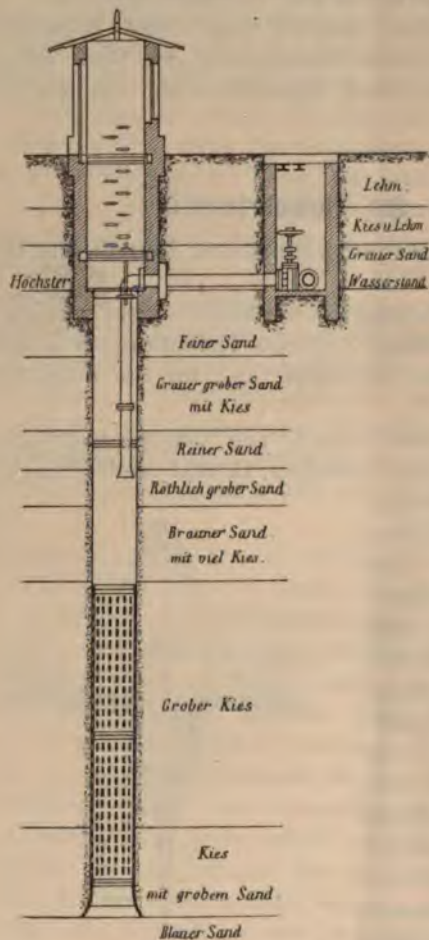 Lehm.
Kies u. Lehm
Grauer Sand
Höchster Wasserstand
Feiner Sand
Grauer grober Sand
mit Kies
Reiner Sand
Röthlich grober Sand
Brauner Sand
mit viel Kies.
Grober Kies
Kies
mit grobem Sand
Blauer Sand